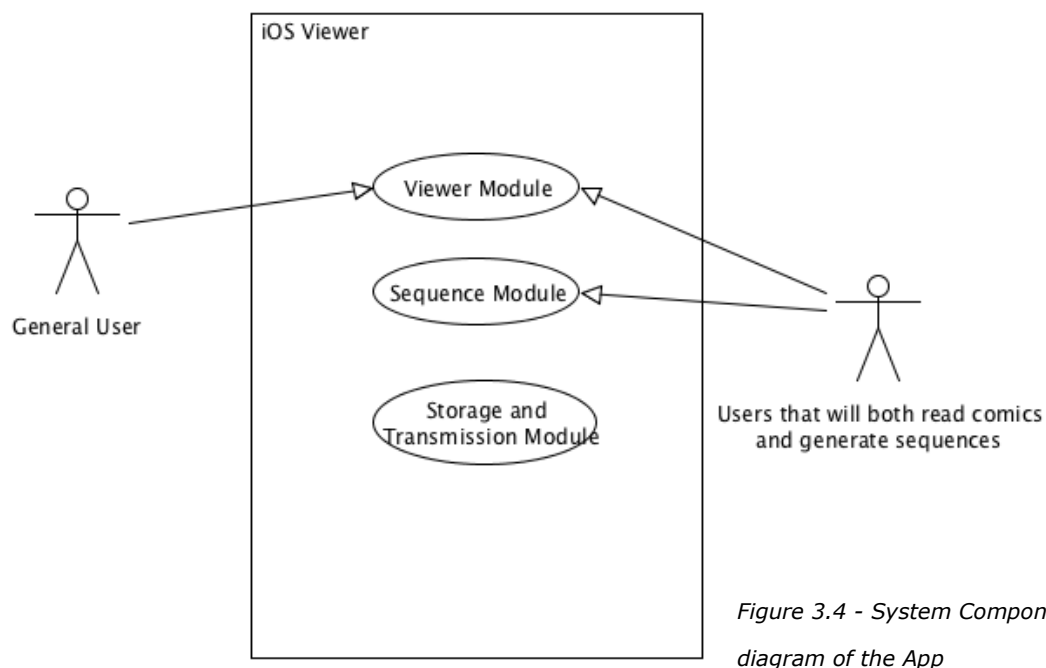 iOS Viewer
Viewer Module
Sequence Module
General User
Storage and
Transmission Module
Users that will both read comics
and generate sequences
Figure 3.4 - System Compon
diagram of the App